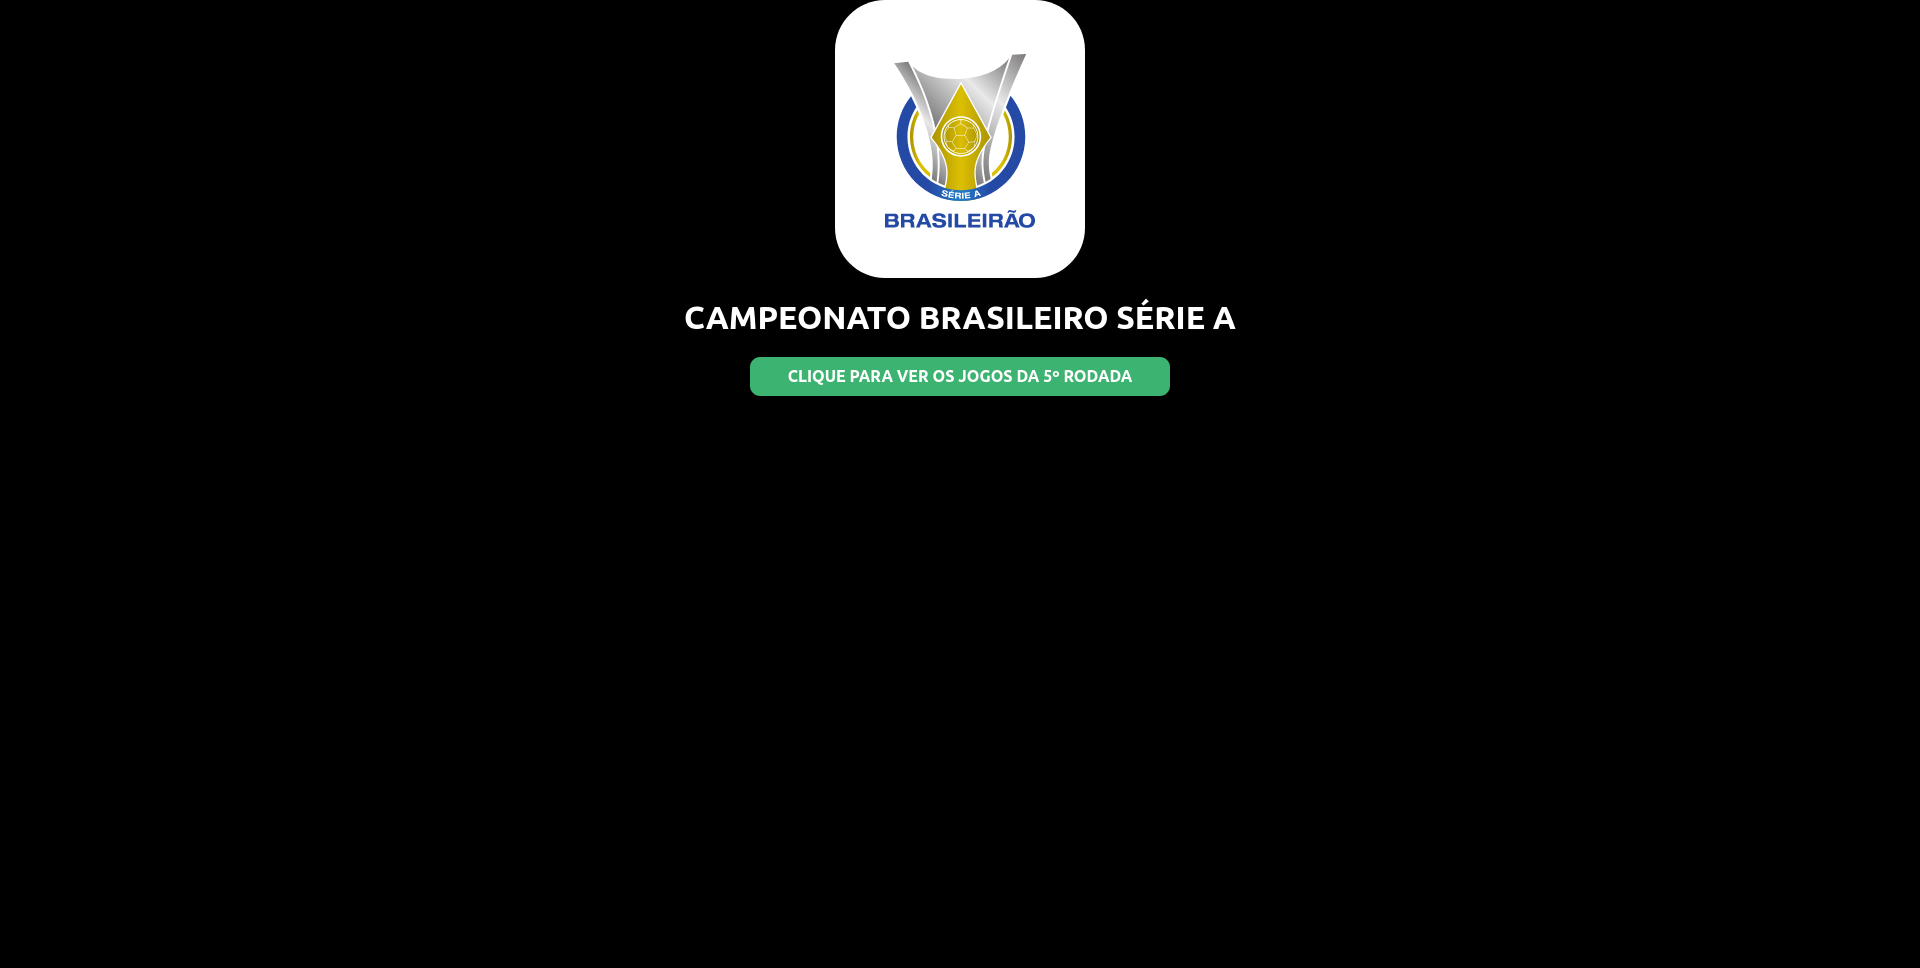 SÉRIE A
BRASILEIRÃO
CAMPEONATO BRASILEIRO SÉRIE A
CLIQUE PARA VER OS JOGOS DA 5º RODADA